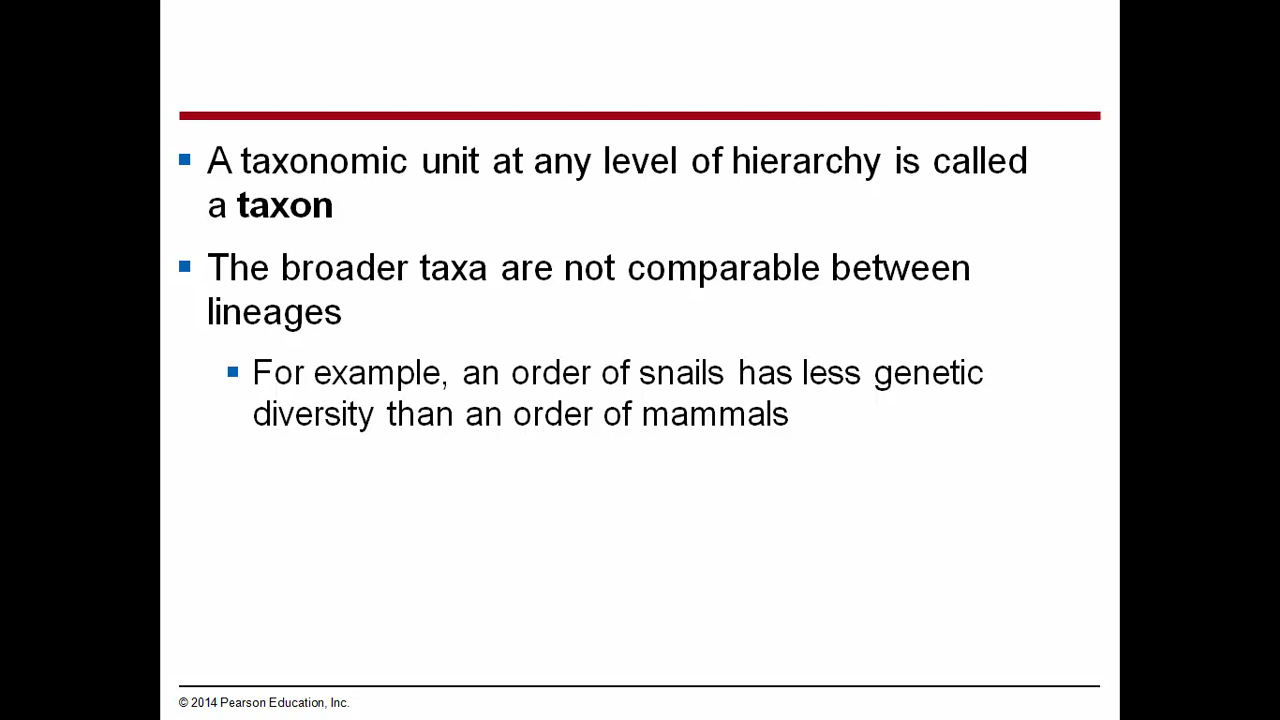 A taxonomic unit at any level of hierarchy is called
a taxon
The broader taxa are not comparable between
lineages
For example, an order of snails has less genetic
diversity than an order of mammals
© 2014 Pearson Education, Inc.